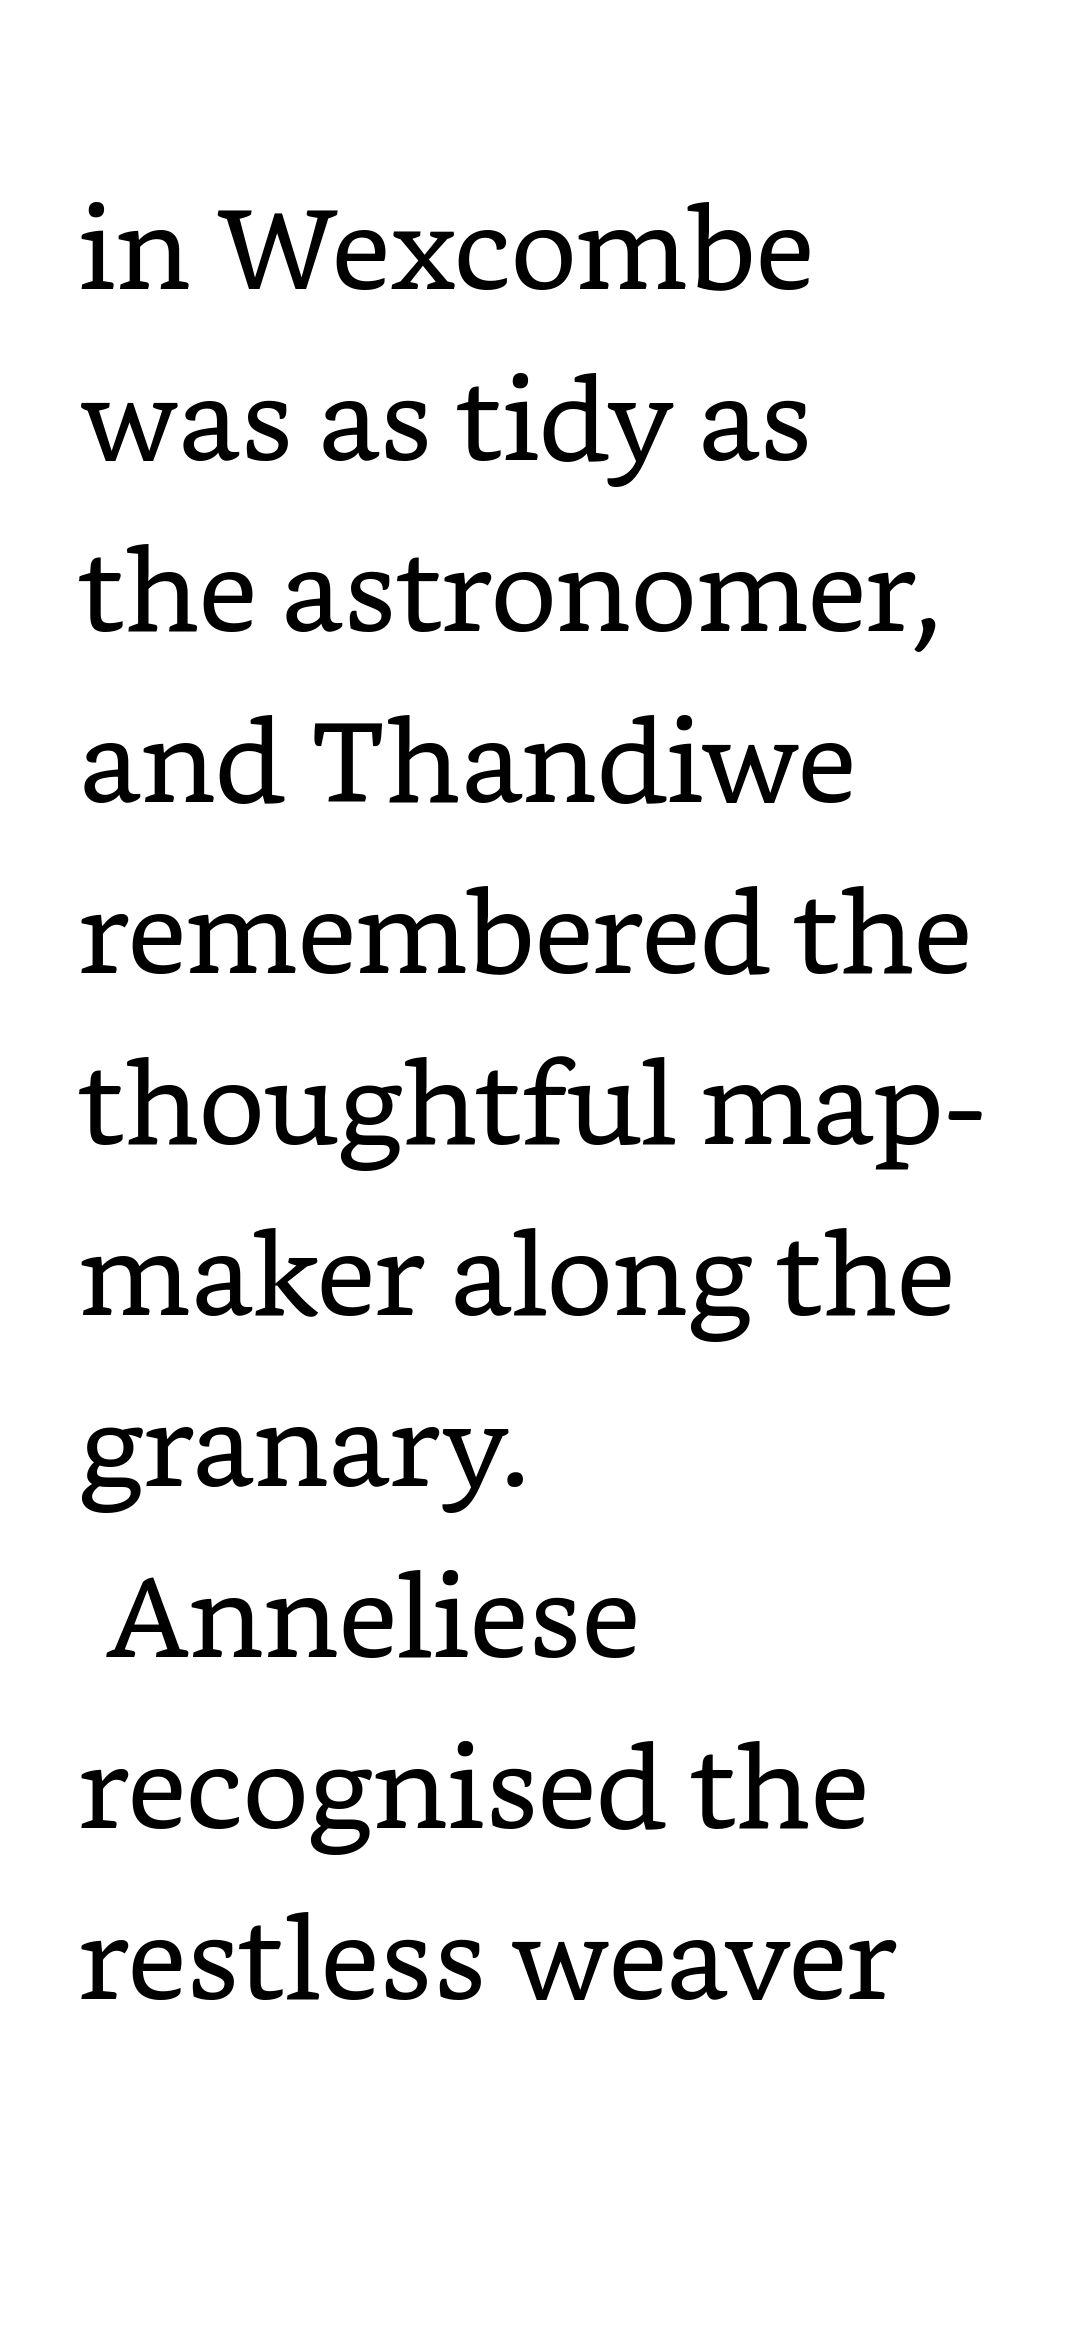 in Wexcombe
was as tidy as
the astronomer,
and Thandiwe
remembered the
thoughtful map-
maker along the
granary.
Anneliese
recognised the
restless weaver